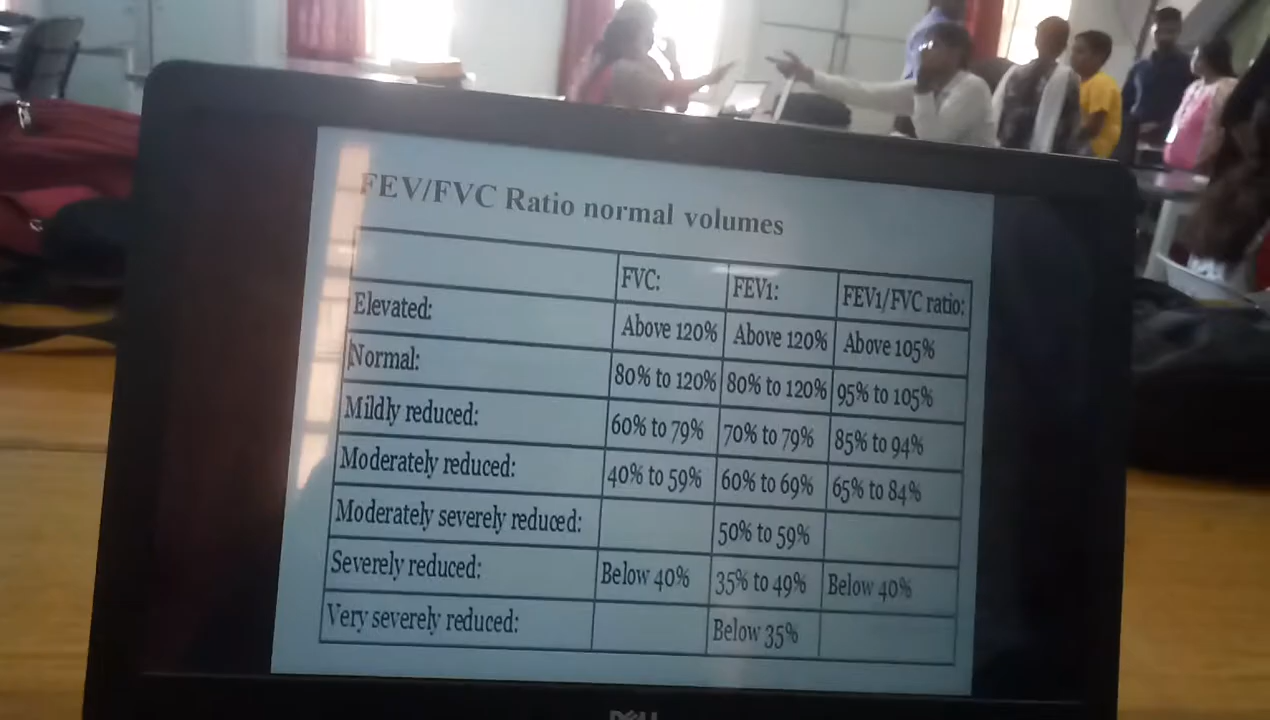 FEV/FVC Ratio normal volumes
FVC: FEV1: FEV1/FVC ratio:
Elevated: Above 120% Above 120% Above 105%
Normal: 80% to 120% 80% to 120% 95% to 105%
Mildly reduced: 60% to 79% 70% to 79% 85% to 94%
Moderately reduced: 40% to 59% 60% to 69% 65% to 84%
Moderately severely reduced: 50% to 59%
Severely reduced: Below 40% 35% to 49% Below 40%
Very severely reduced: Below 35%
DELL